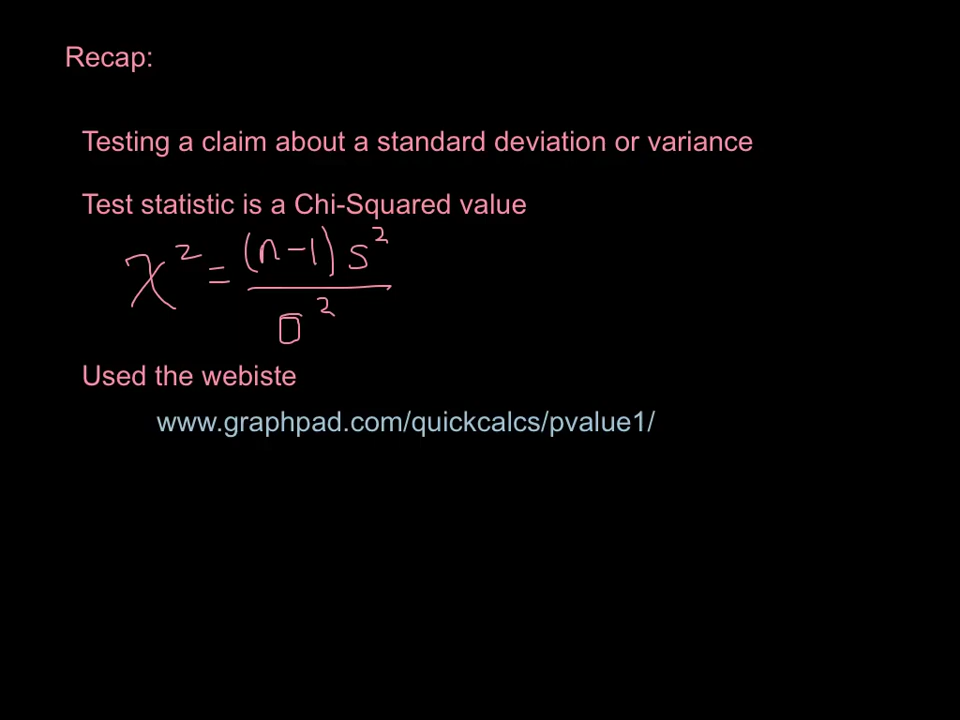 Recap:
Testing a claim about a standard deviation or variance
Test statistic is a Chi-Squared value
χ² = (n-1) s² / σ²
Used the webiste
www.graphpad.com/quickcalcs/pvalue1/